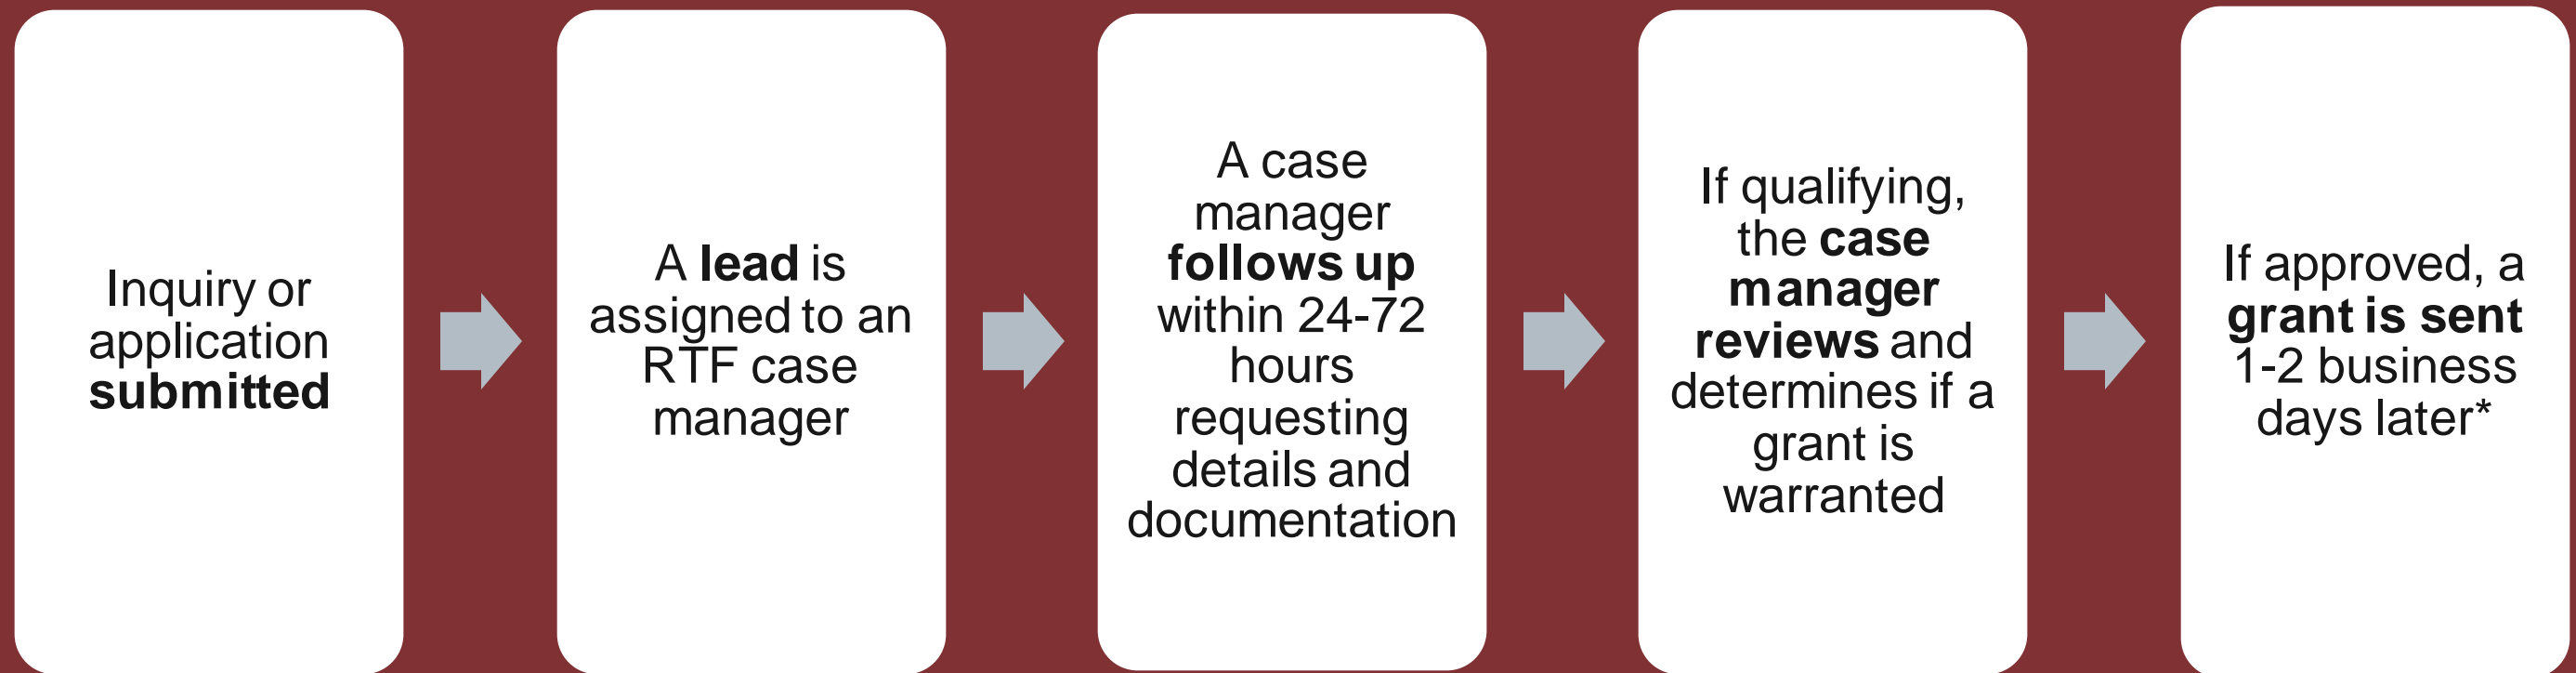 Inquiry or
application
submitted
A lead is
assigned to an
RTF case
manager
A case
manager
follows up
within 24-72
hours
requesting
details and
documentation
If qualifying,
the case
manager
reviews and
determines if a
grant is
warranted
If approved, a
grant is sent
1-2 business
days later*